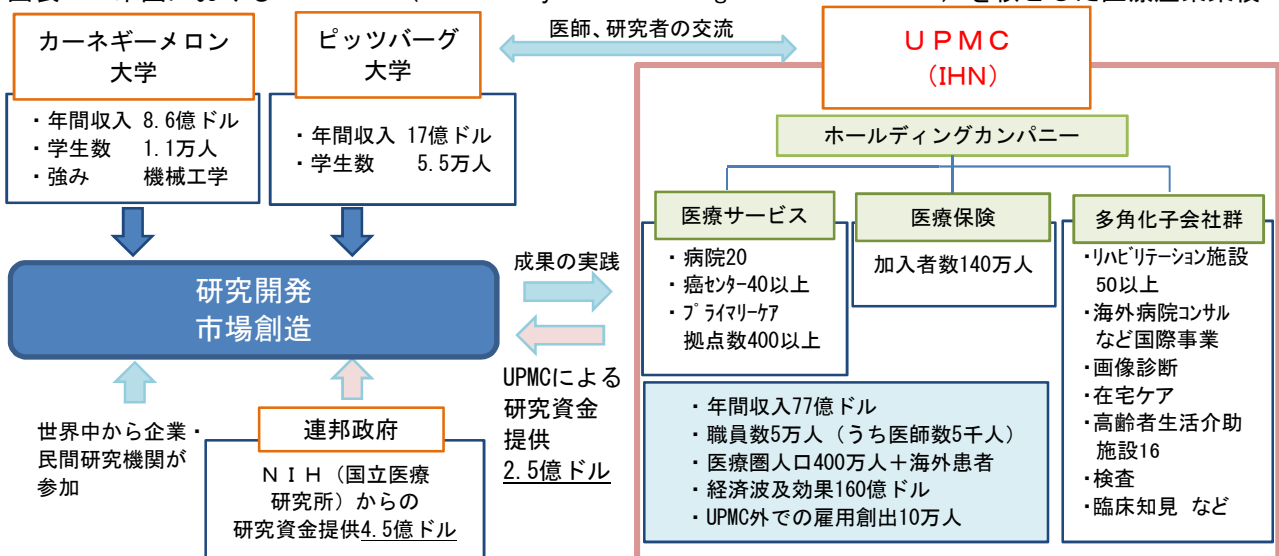 カーネギーメロン
大学
・年間収入 8.6億ドル
・学生数 1.1万人
・強み 機械工学
ピッツバーグ
大学
・年間収入 17億ドル
・学生数 5.5万人
医師、研究者の交流
UPMC
(IHN)
ホールディングカンパニー
医療サービス
・病院20
・癌ｾﾝﾀｰ40以上
・ﾌﾟﾗｲﾏﾘｰｹｱ
拠点数400以上
医療保険
加入者数140万人
多角化子会社群
・ﾘﾊﾋﾞﾘﾃｰｼｮﾝ施設
50以上
・海外病院ｺﾝｻﾙ
など国際事業
・画像診断
・在宅ケア
・高齢者生活介助
施設16
・検査
・臨床知見 など
研究開発
市場創造
成果の実践
UPMCによる
研究資金
提供
2.5億ドル
・年間収入77億ドル
・職員数5万人（うち医師数5千人）
・医療圏人口400万人＋海外患者
・経済波及効果160億ドル
・UPMC外での雇用創出10万人
世界中から企業・
民間研究機関が
参加
連邦政府
ＮＩＨ（国立医療
研究所）からの
研究資金提供4.5億ドル